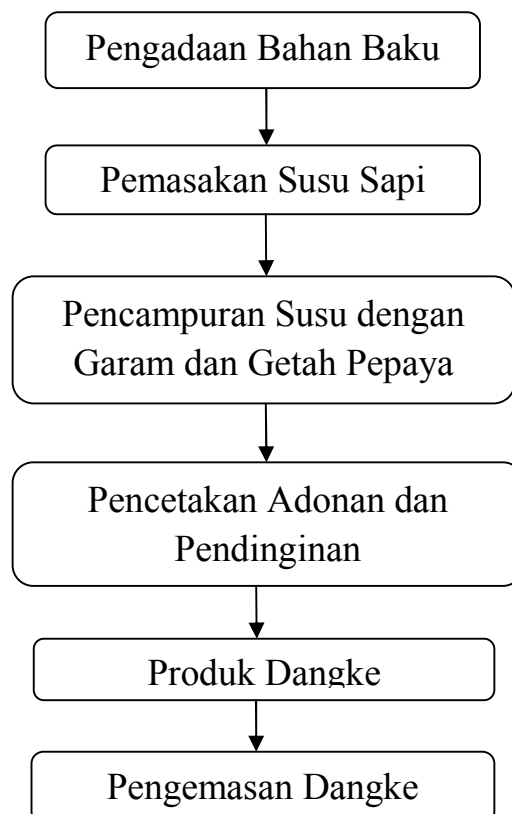 Pengadaan Bahan Baku
Pemasakan Susu Sapi
Pencampuran Susu dengan
Garam dan Getah Pepaya
Pencetakan Adonan dan
Pendinginan
Produk Dangke
Pengemasan Dangke